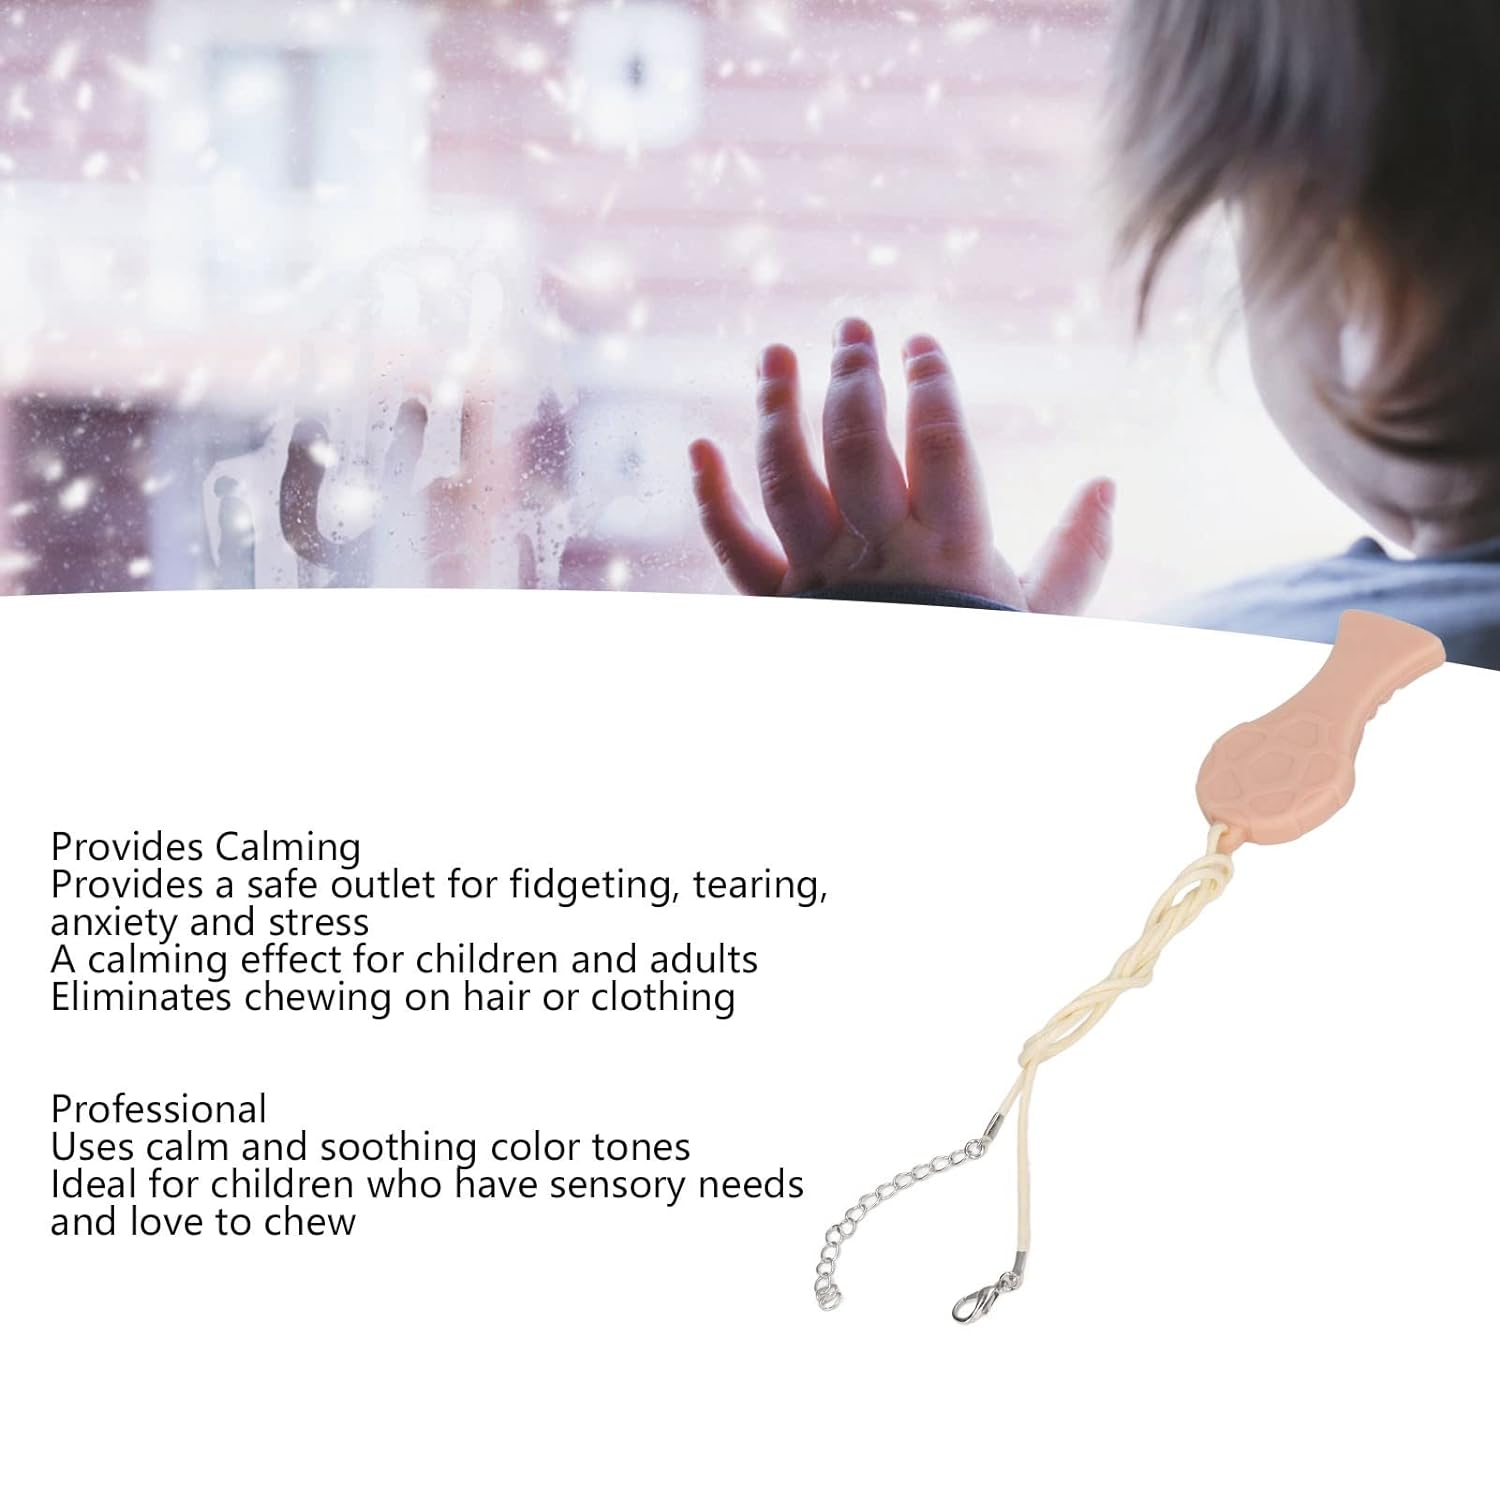 Provides Calming
Provides a safe outlet for fidgeting, tearing,
anxiety and stress
A calming effect for children and adults
Eliminates chewing on hair or clothing
Professional
Uses calm and soothing color tones
Ideal for children who have sensory needs
and love to chew